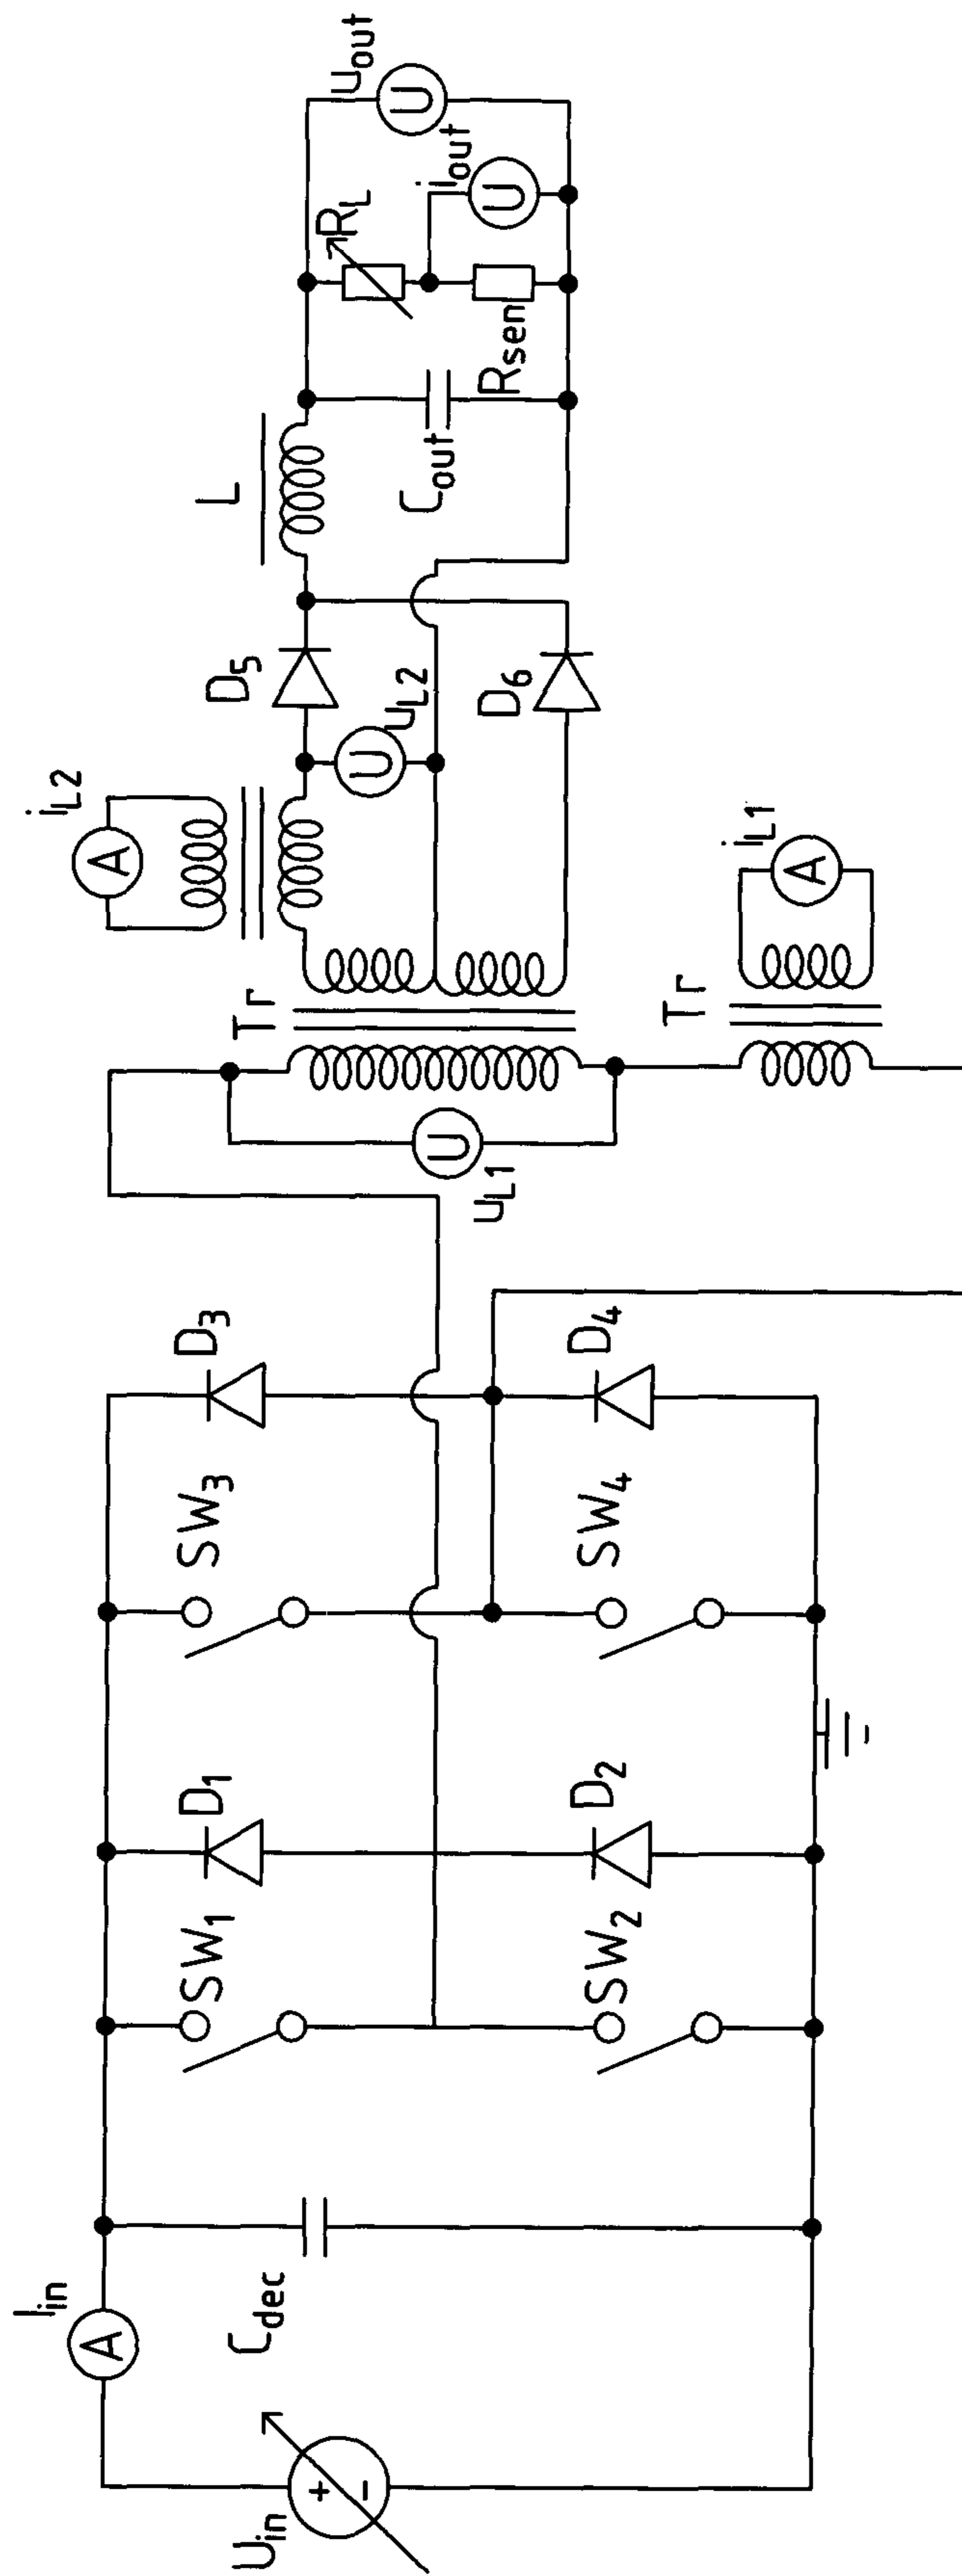 I_in
A
U_in
+
-
C_dec
SW_1
D_1
SW_2
D_2
SW_3
D_3
SW_4
D_4
u_L1
U
Tr
Tr
i_L1
A
i_L2
A
u_L2
U
D_5
D_6
L
C_out
R_L
R_sen
i_out
U
u_out
U